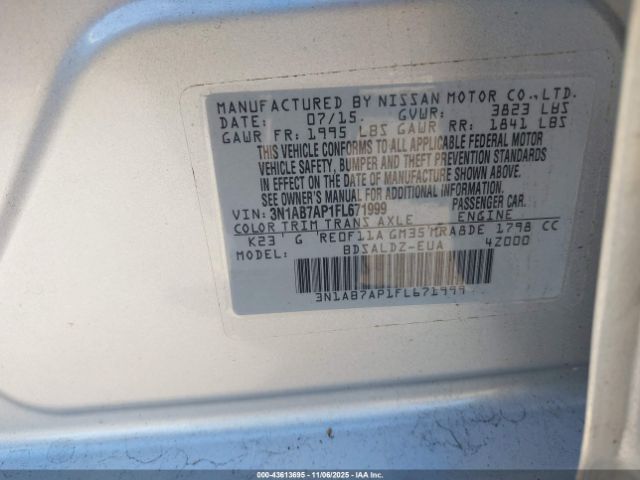 MANUFACTURED BY NISSAN MOTOR CO.,LTD.
DATE: 07/15. GVWR: 3823 LBS
GAWR FR: 1995 LBS GAWR RR: 1841 LBS
THIS VEHICLE CONFORMS TO ALL APPLICABLE FEDERAL MOTOR
VEHICLE SAFETY, BUMPER AND THEFT PREVENTION STANDARDS
IN EFFECT ON THE DATE OF MANUFACTURE SHOWN ABOVE.
SEE OWNER'S MANUAL FOR ADDITIONAL INFORMATION.
VIN: 3N1AB7AP1FL671999 PASSENGER CAR.
COLOR TRIM TRANS AXLE ENGINE
K23 G RE0F11A GM35 MRA8DE 1798 CC
MODEL: BDSALDZ-EUA 4Z000
3N1AB7AP1FL671999
000-43613695 | 11/06/2025 | IAAI.COM